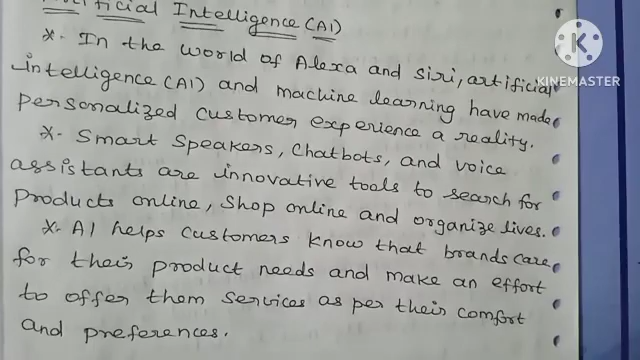 Artificial Intelligence (AI)
*. In the world of Alexa and Siri, artificial
intelligence (AI) and machine learning have made
personalized customer experience a reality.
*. Smart Speakers, Chatbots, and voice
assistants are innovative tools to search for
products online, Shop online and organize lives.
*. AI helps customers know that brands care
for their product needs and make an effort
to offer them services as per their comfort
and preferences.
KINEMASTER